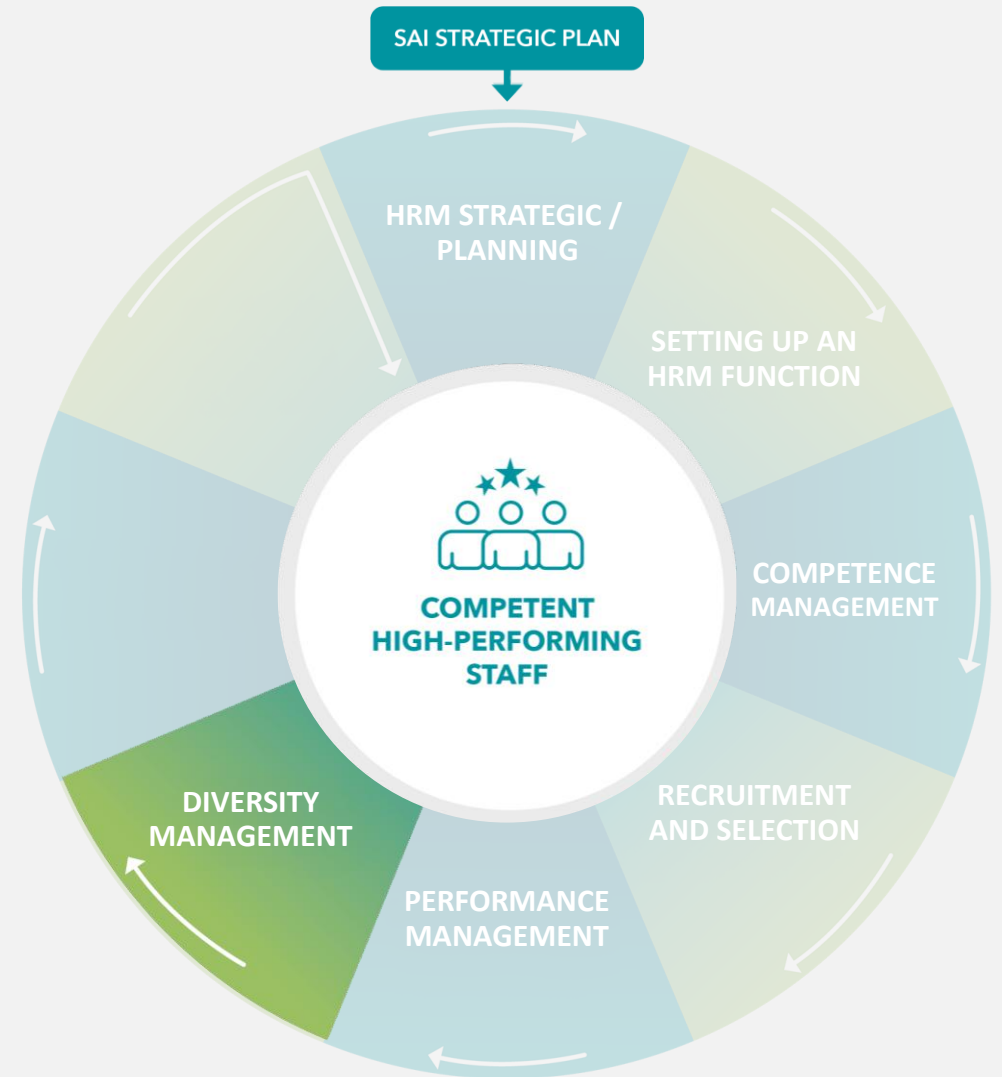 SAI STRATEGIC PLAN
HRM STRATEGIC /
PLANNING
SETTING UP AN
HRM FUNCTION
COMPETENCE
MANAGEMENT
RECRUITMENT
AND SELECTION
PERFORMANCE
MANAGEMENT
DIVERSITY
MANAGEMENT
COMPETENT
HIGH-PERFORMING
STAFF